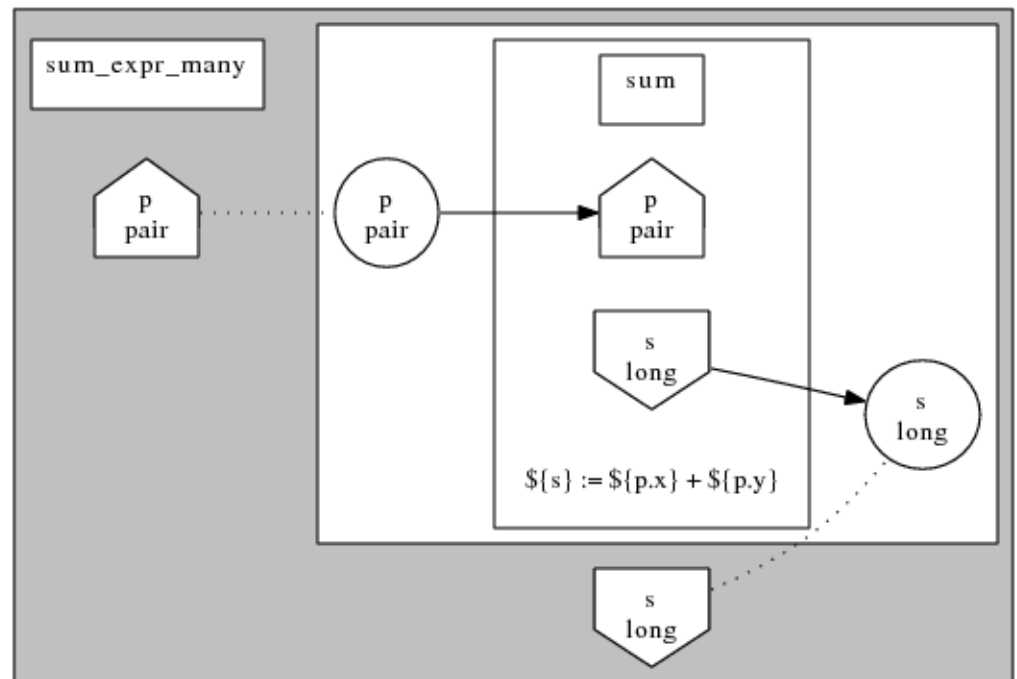 sum_expr_many
sum
p
pair
p
pair
p
pair
s
long
s
long
${s} := ${p.x} + ${p.y}
s
long